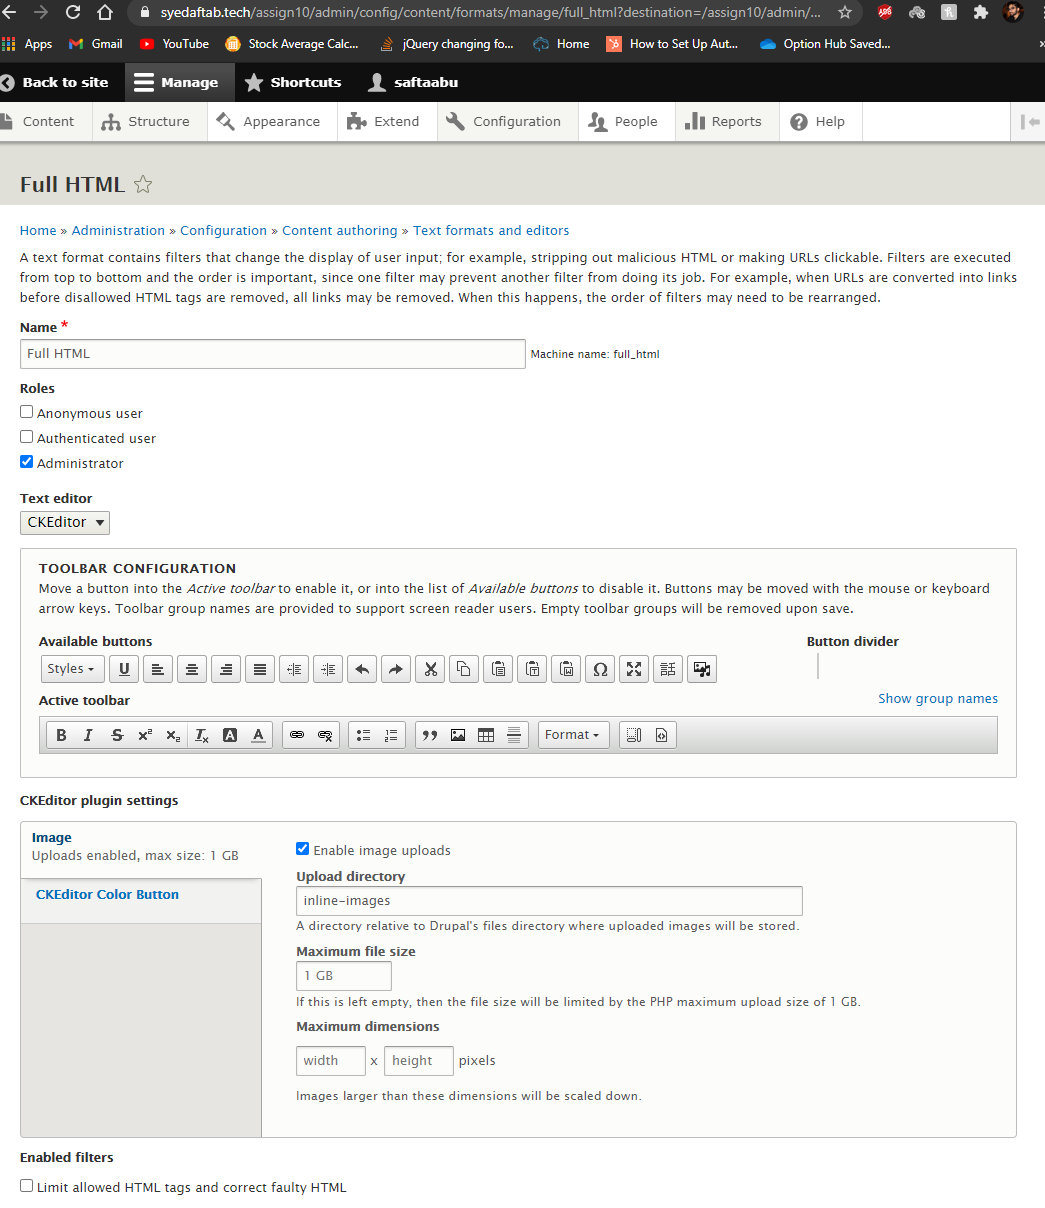 syedaftab.tech/assign10/admin/config/content/formats/manage/full_html?destination=/assign10/admin/...
Apps Gmail YouTube Stock Average Calc... jQuery changing fo... Home How to Set Up Aut... Option Hub Saved...
Back to site Manage Shortcuts saftaabu
Content Structure Appearance Extend Configuration People Reports Help
Full HTML
Home » Administration » Configuration » Content authoring » Text formats and editors
A text format contains filters that change the display of user input; for example, stripping out malicious HTML or making URLs clickable. Filters are executed
from top to bottom and the order is important, since one filter may prevent another filter from doing its job. For example, when URLs are converted into links
before disallowed HTML tags are removed, all links may be removed. When this happens, the order of filters may need to be rearranged.
Name *
Full HTML Machine name: full_html
Roles
Anonymous user
Authenticated user
Administrator
Text editor
CKEditor
TOOLBAR CONFIGURATION
Move a button into the Active toolbar to enable it, or into the list of Available buttons to disable it. Buttons may be moved with the mouse or keyboard
arrow keys. Toolbar group names are provided to support screen reader users. Empty toolbar groups will be removed upon save.
Available buttons Button divider
Styles U Ω
Active toolbar Show group names
B I S x² x₂ Tx A A Format
CKEditor plugin settings
Image
Uploads enabled, max size: 1 GB
CKEditor Color Button
Enable image uploads
Upload directory
inline-images
A directory relative to Drupal's files directory where uploaded images will be stored.
Maximum file size
1 GB
If this is left empty, then the file size will be limited by the PHP maximum upload size of 1 GB.
Maximum dimensions
width x height pixels
Images larger than these dimensions will be scaled down.
Enabled filters
Limit allowed HTML tags and correct faulty HTML